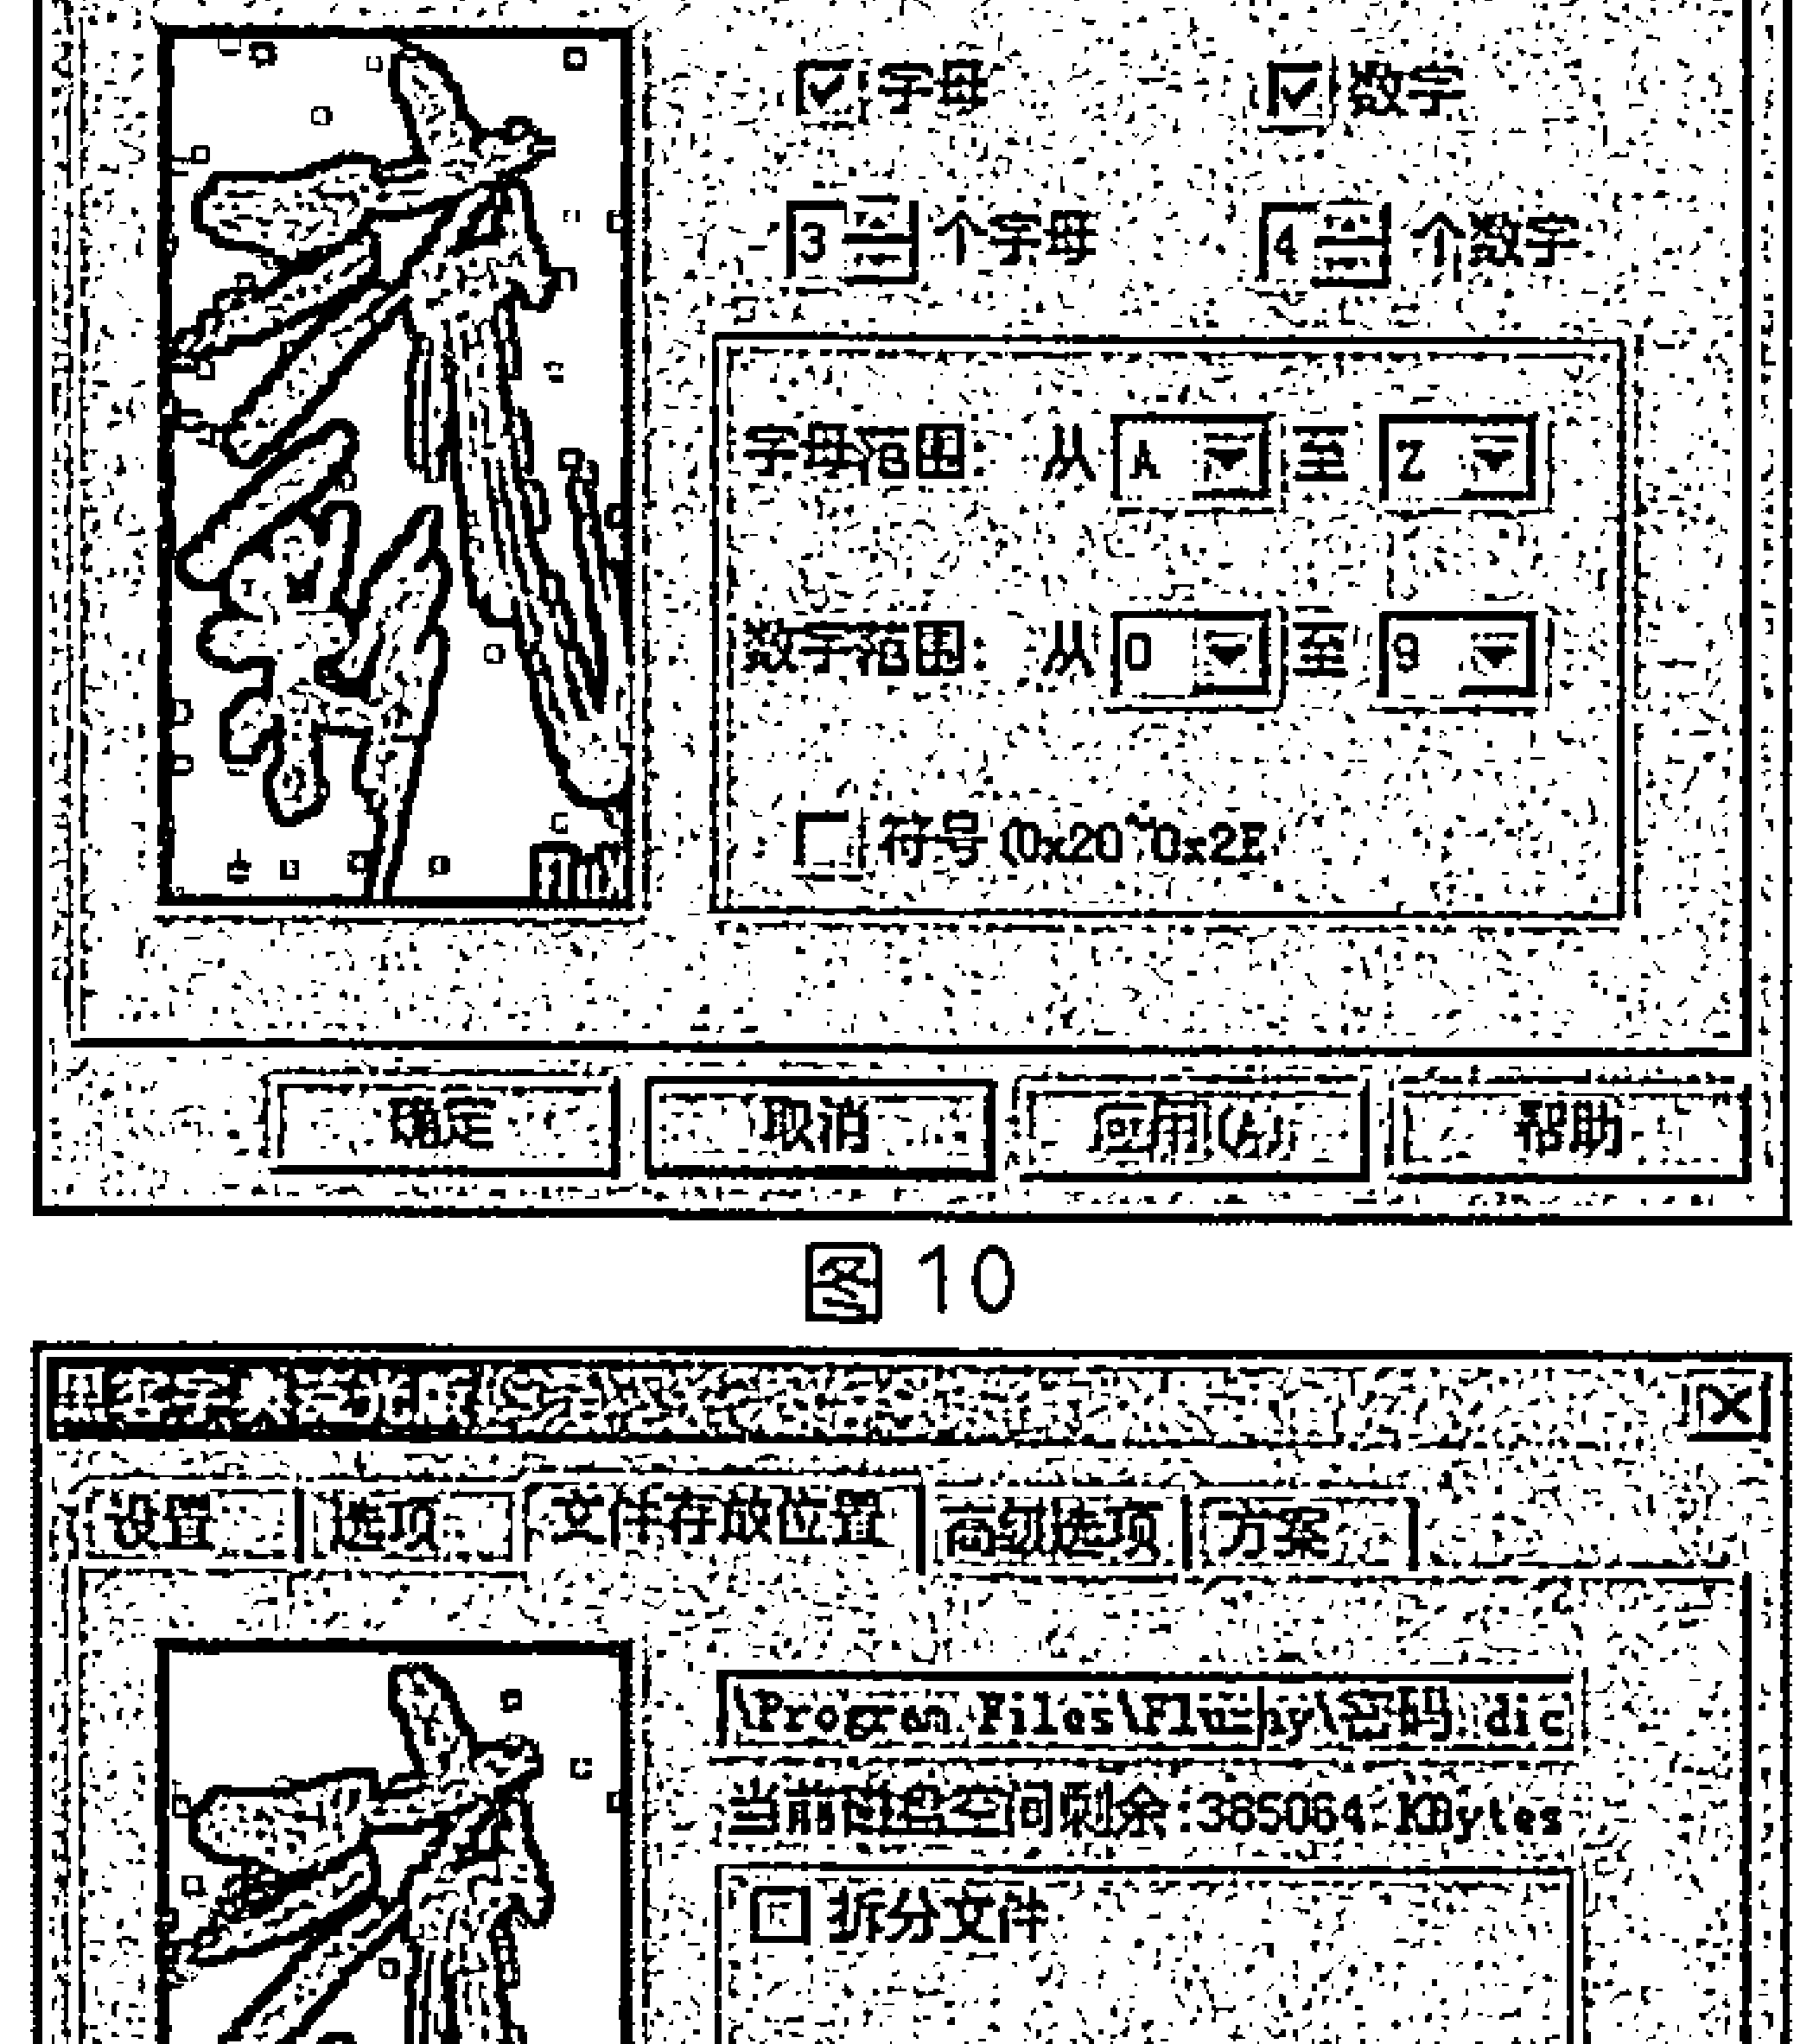 字母 数字
3 个字母 4 个数字
字母范围: 从 A 至 Z
数字范围: 从 0 至 9
符号(0x20~0x2E
确定 取消 应用(A) 帮助
图 10
设置 选项 文件存放位置 高级选项 方案
\Program Files\Fluxhy\密码.dic
当前磁盘空间剩余:385064 KBytes
拆分文件